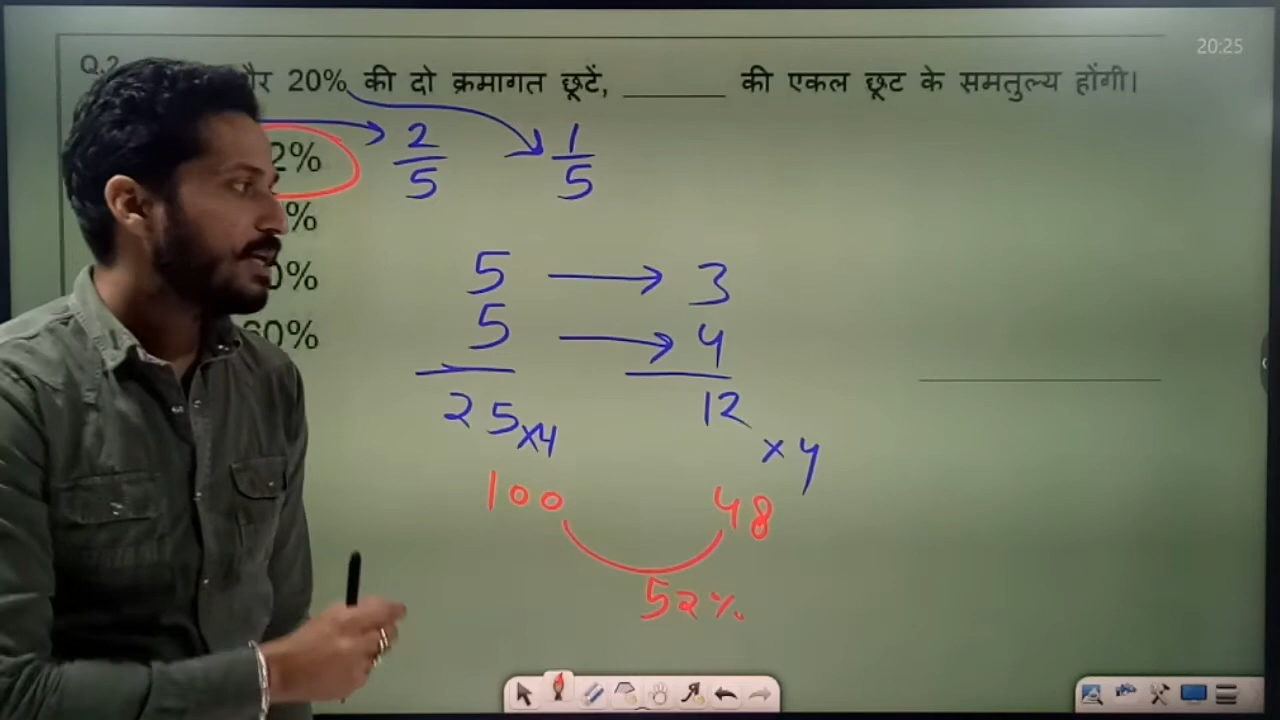 20:25
Q.2 और 20% की दो क्रमागत छूटें, ______ की एकल छूट के समतुल्य होंगी।
2% 2/5 1/5
%
0%
60%
5 → 3
5 → 4
25 ×4 12 × 4
100 48
52%